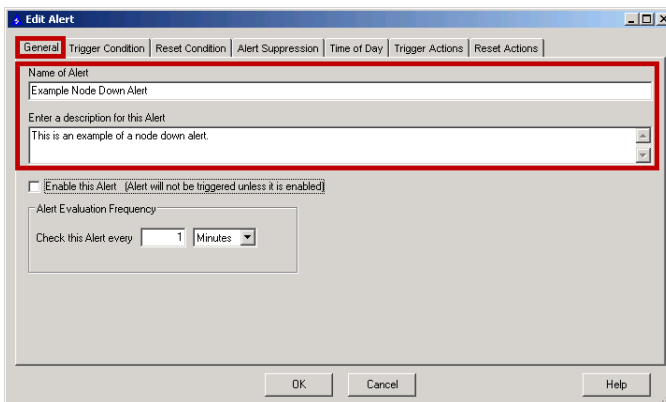 Edit Alert
General Trigger Condition Reset Condition Alert Suppression Time of Day Trigger Actions Reset Actions
Name of Alert
Example Node Down Alert
Enter a description for this Alert
This is an example of a node down alert.
Enable this Alert (Alert will not be triggered unless it is enabled)
Alert Evaluation Frequency
Check this Alert every 1 Minutes
OK Cancel Help